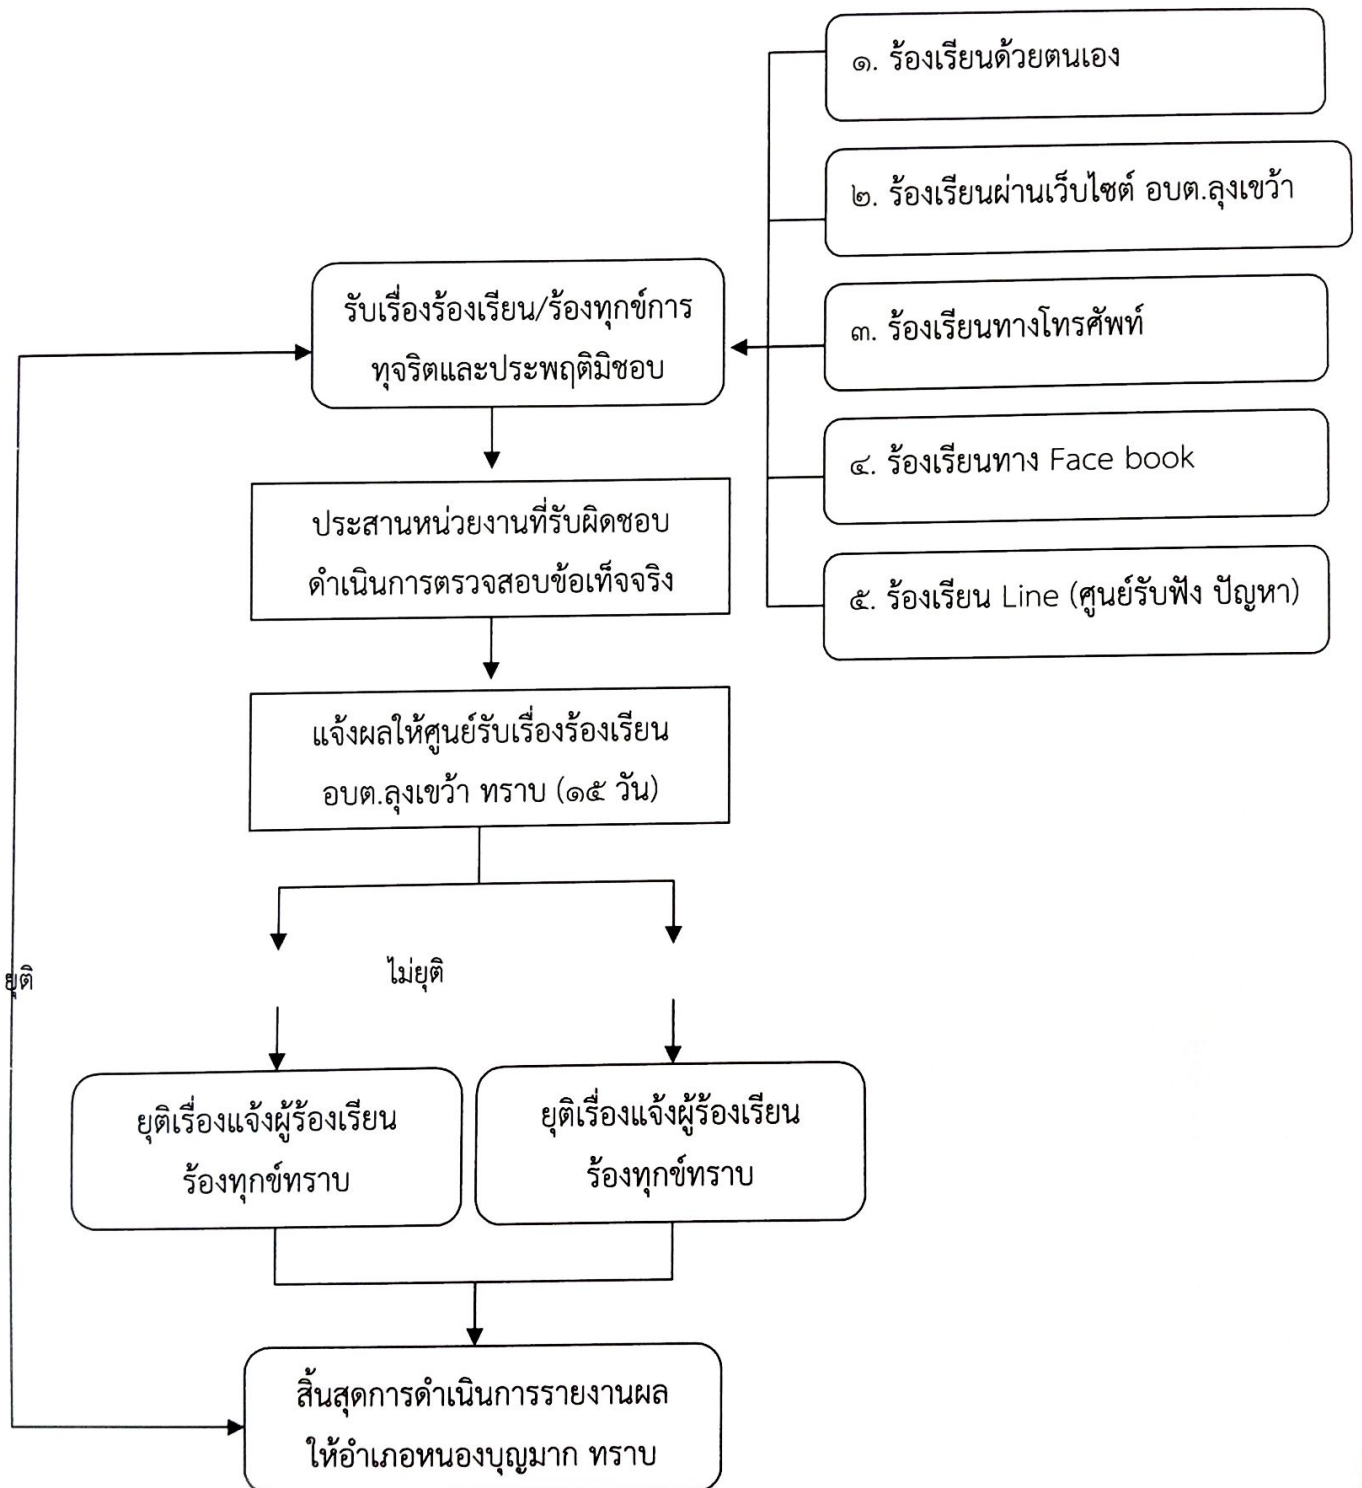 ๑. ร้องเรียนด้วยตนเอง
๒. ร้องเรียนผ่านเว็บไซต์ อบต.ลุงเขว้า
รับเรื่องร้องเรียน/ร้องทุกข์การ
ทุจริตและประพฤติมิชอบ
๓. ร้องเรียนทางโทรศัพท์
๔. ร้องเรียนทาง Face book
๕. ร้องเรียน Line (ศูนย์รับฟัง ปัญหา)
ประสานหน่วยงานที่รับผิดชอบ
ดำเนินการตรวจสอบข้อเท็จจริง
แจ้งผลให้ศูนย์รับเรื่องร้องเรียน
อบต.ลุงเขว้า ทราบ (๑๕ วัน)
ยุติ
ไม่ยุติ
ยุติเรื่องแจ้งผู้ร้องเรียน
ร้องทุกข์ทราบ
ยุติเรื่องแจ้งผู้ร้องเรียน
ร้องทุกข์ทราบ
สิ้นสุดการดำเนินการรายงานผล
ให้อำเภอหนองบุญมาก ทราบ